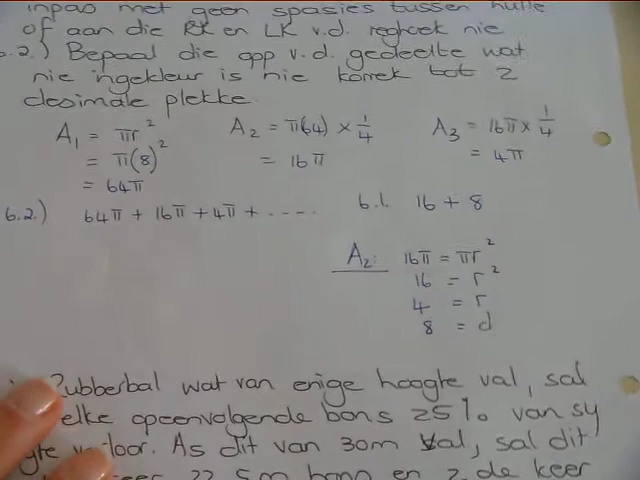 inpas met geen spasies tussen hulle
of aan die RK en LK v.d. reghoek nie
6.2.) Bepaal die opp v.d. gedeelte wat
nie ingekleur is nie korrek tot 2
desimale plekke.
A₁ = πr²
= π(8)²
= 64π
A₂ = π(64) × 1/4
= 16π
A₃ = 16π × 1/4
= 4π
6.2.) 64π + 16π + 4π + ....
6.1. 16 + 8
A₂: 16π = πr²
16 = r²
4 = r
8 = d
Rubberbal wat van enige hoogte val, sal
elke opeenvolgende bons 25% van sy
verloor. As dit van 30m val, sal dit
22,5m bons en 2de keer